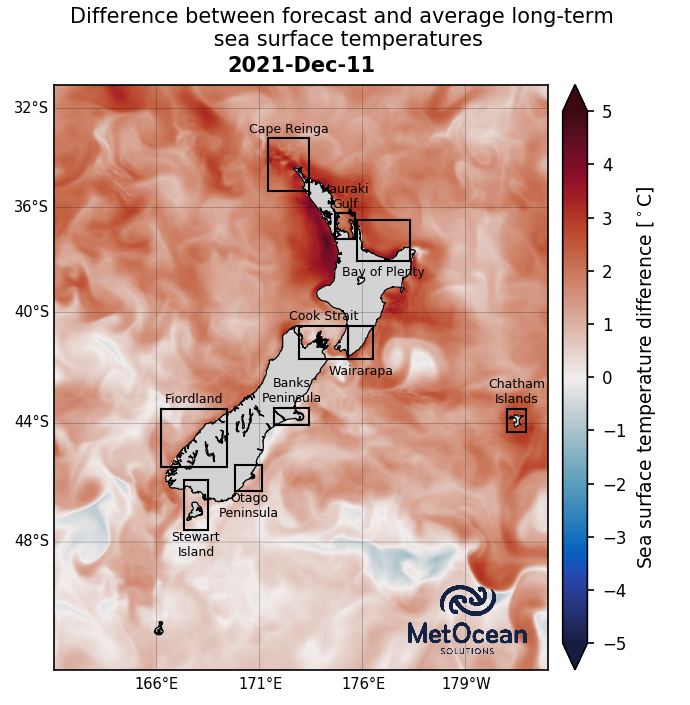 Difference between forecast and average long-term
sea surface temperatures
2021-Dec-11
32°S
36°S
40°S
44°S
48°S
166°E
171°E
176°E
179°W
Cape Reinga
Hauraki
Gulf
Bay of Plenty
Cook Strait
Wairarapa
Banks
Peninsula
Fiordland
Chatham
Islands
Otago
Peninsula
Stewart
Island
MetOcean
SOLUTIONS
5
4
3
2
1
0
−1
−2
−3
−4
−5
Sea surface temperature difference [°C]